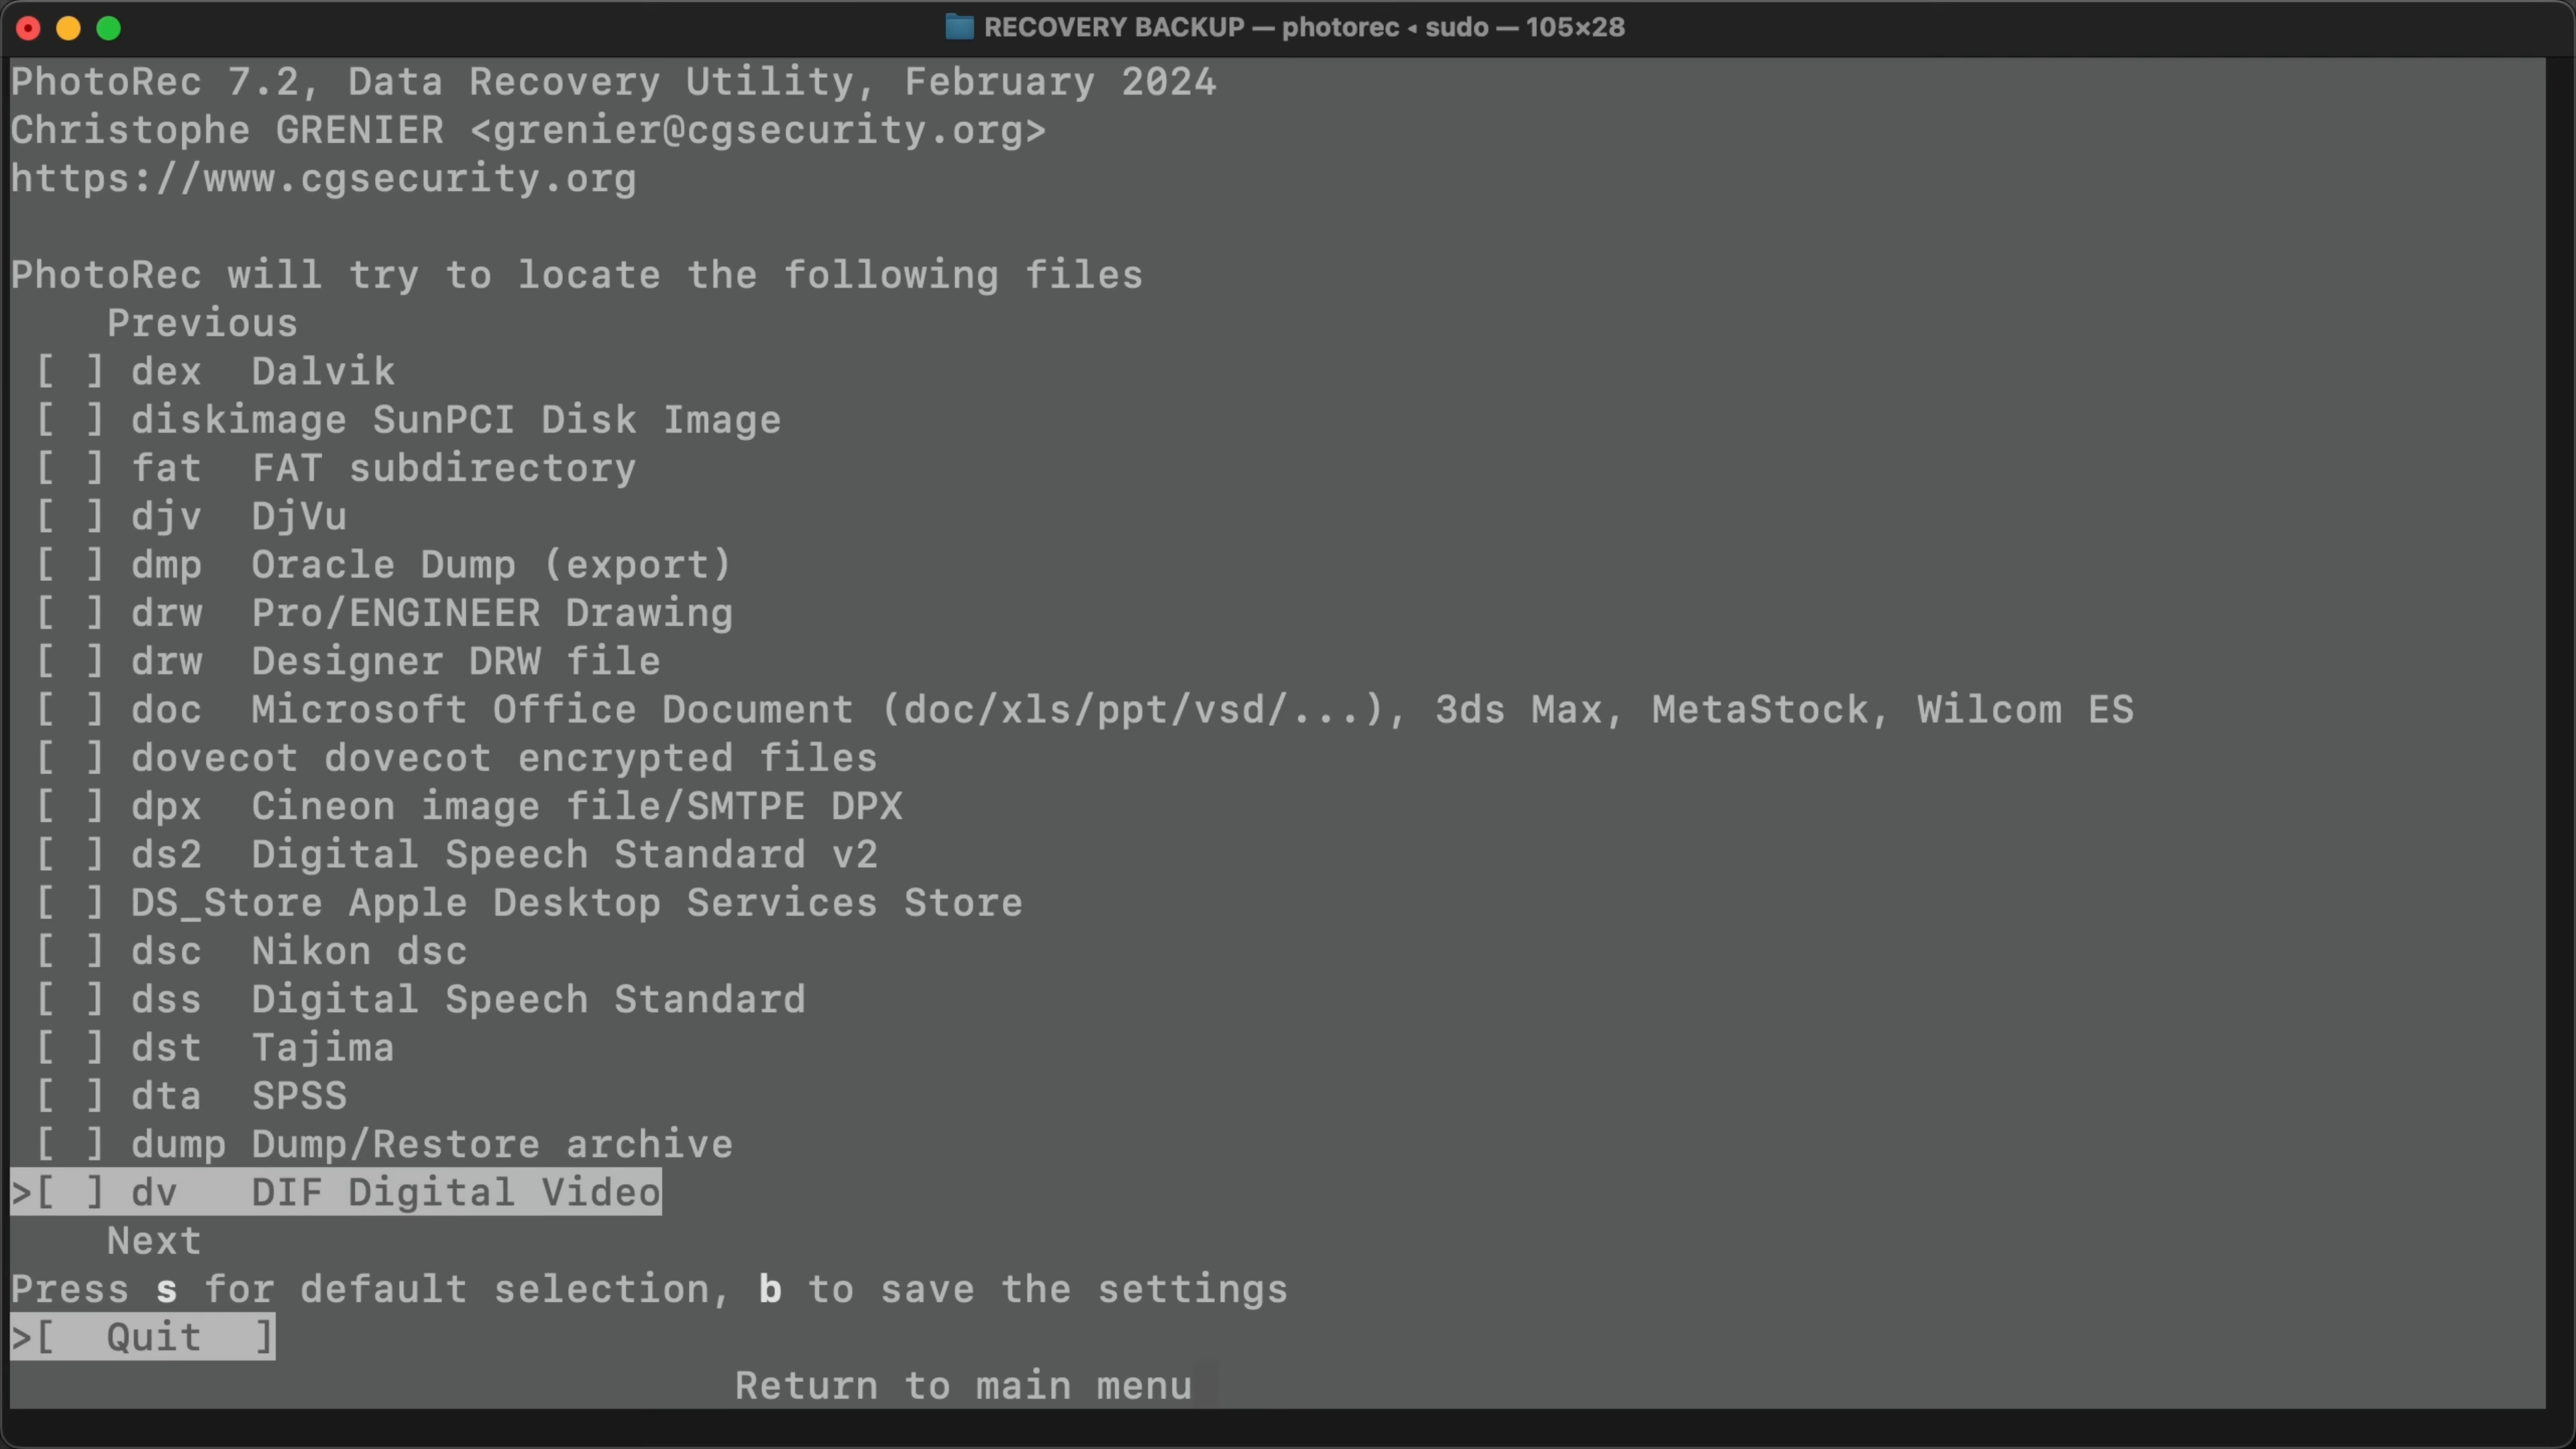 RECOVERY BACKUP — photorec ◂ sudo — 105×28
PhotoRec 7.2, Data Recovery Utility, February 2024
Christophe GRENIER <grenier@cgsecurity.org>
https://www.cgsecurity.org
PhotoRec will try to locate the following files
Previous
[ ] dex  Dalvik
[ ] diskimage SunPCI Disk Image
[ ] fat  FAT subdirectory
[ ] djv  DjVu
[ ] dmp  Oracle Dump (export)
[ ] drw  Pro/ENGINEER Drawing
[ ] drw  Designer DRW file
[ ] doc  Microsoft Office Document (doc/xls/ppt/vsd/...), 3ds Max, MetaStock, Wilcom ES
[ ] dovecot dovecot encrypted files
[ ] dpx  Cineon image file/SMTPE DPX
[ ] ds2  Digital Speech Standard v2
[ ] DS_Store Apple Desktop Services Store
[ ] dsc  Nikon dsc
[ ] dss  Digital Speech Standard
[ ] dst  Tajima
[ ] dta  SPSS
[ ] dump Dump/Restore archive
>[ ] dv   DIF Digital Video
Next
Press s for default selection, b to save the settings
>[  Quit  ]
Return to main menu